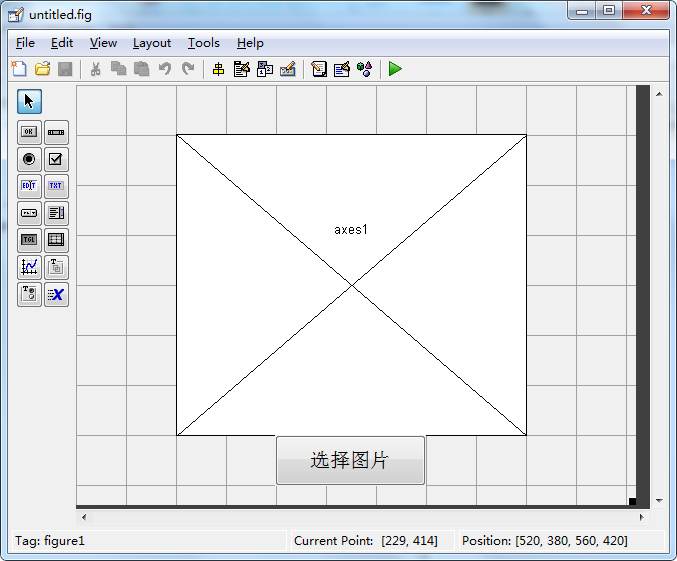 untitled.fig
File Edit View Layout Tools Help
OK
EDIT TXT
TGL
axes1
选择图片
Tag: figure1 Current Point: [229, 414] Position: [520, 380, 560, 420]